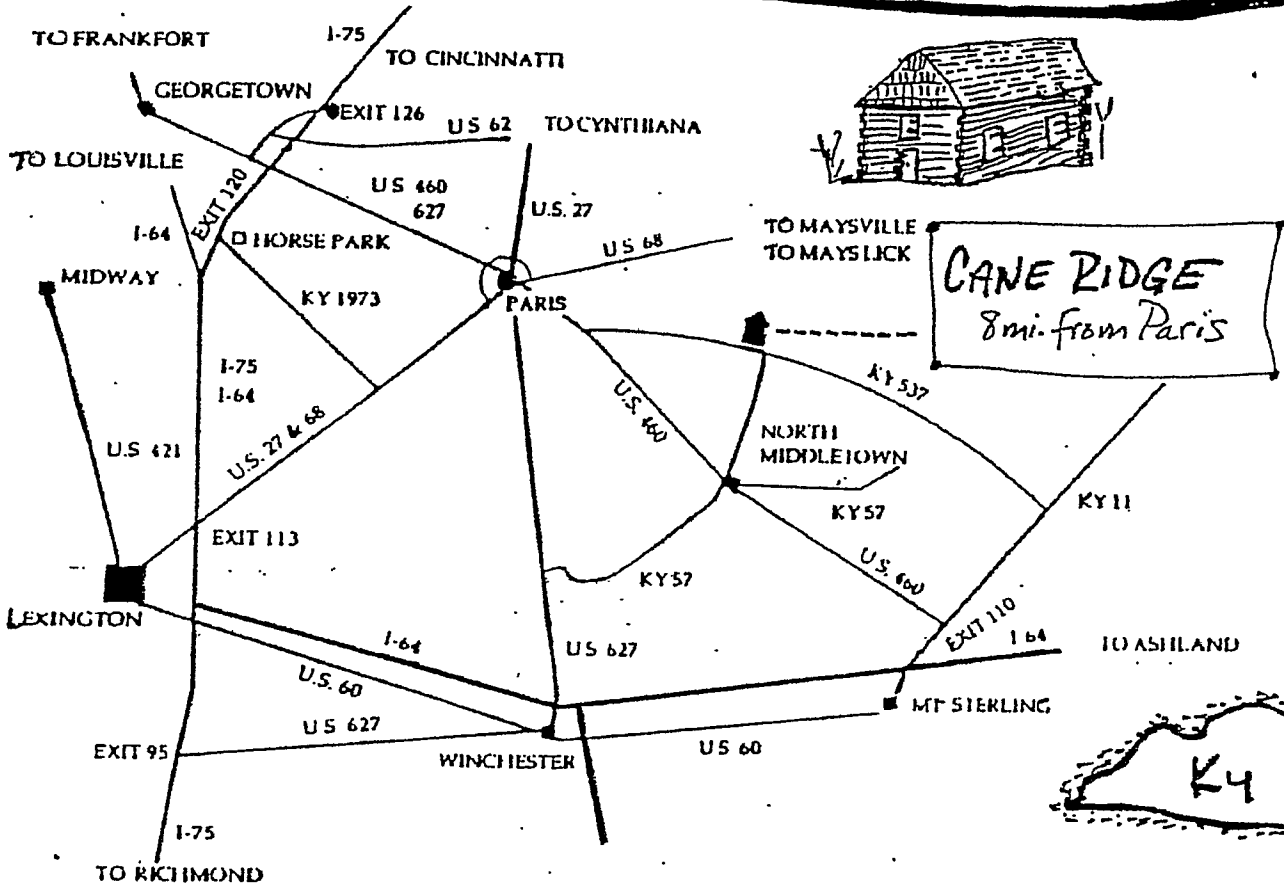 I-75
TO FRANKFORT
TO CINCINNATTI
GEORGETOWN
EXIT 126
US 62
TO CYNTHIANA
TO LOUISVILLE
EXIT 120
US 460
627
U.S. 27
I-64
HORSE PARK
US 68
TO MAYSVILLE
TO MAYSLICK
MIDWAY
KY 1973
PARIS
CANE RIDGE
8mi. from Paris
I-75
I-64
U.S. 27 & 68
U.S. 460
KY 537
U.S 421
NORTH
MIDDLETOWN
KY 57
KY 11
EXIT 113
KY 57
U.S. 460
LEXINGTON
EXIT 110
I-64
U.S. 60
I 64
US 627
TO ASHLAND
US 627
MT STERLING
EXIT 95
WINCHESTER
US 60
KY
I-75
TO RICHMOND